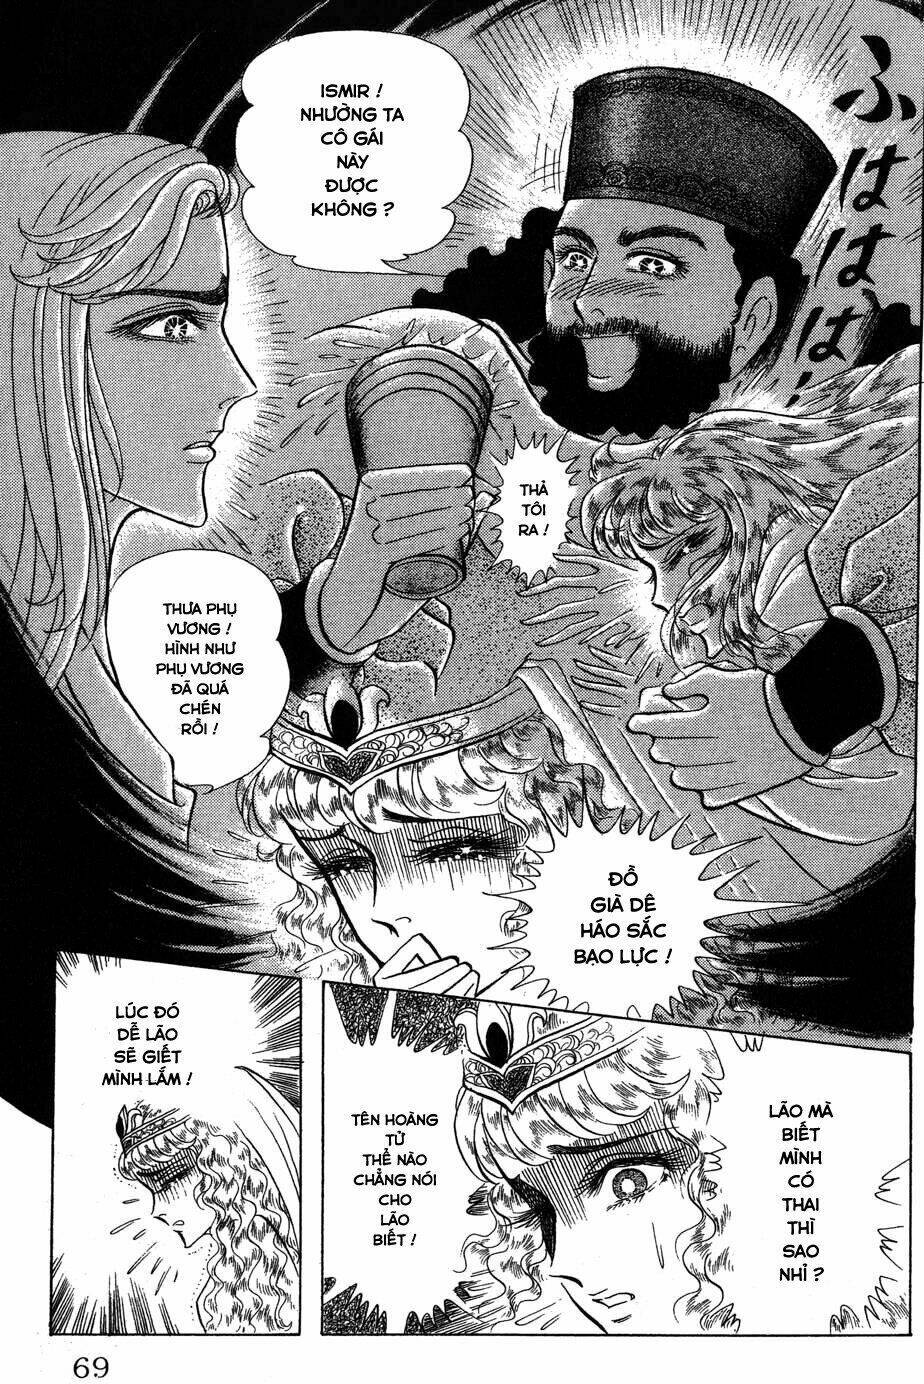 ISMIR !
NHƯỜNG TA
CÔ GÁI
NÀY
ĐƯỢC
KHÔNG ?
ふははは!
THẢ
TÔI
RA !
THƯA PHỤ
VƯƠNG !
HÌNH NHƯ
PHỤ VƯƠNG
ĐÃ QUÁ
CHÉN
RỒI !
ĐỒ
GIÀ DÊ
HÁO SẮC
BẠO LỰC !
LÚC ĐÓ
DỄ LÃO
SẼ GIẾT
MÌNH LẮM !
TÊN HOÀNG
TỬ
THẾ NÀO
CHẲNG NÓI
CHO
LÃO
BIẾT !
LÃO MÀ
BIẾT
MÌNH
CÓ
THAI
THÌ
SAO
NHỈ ?
69